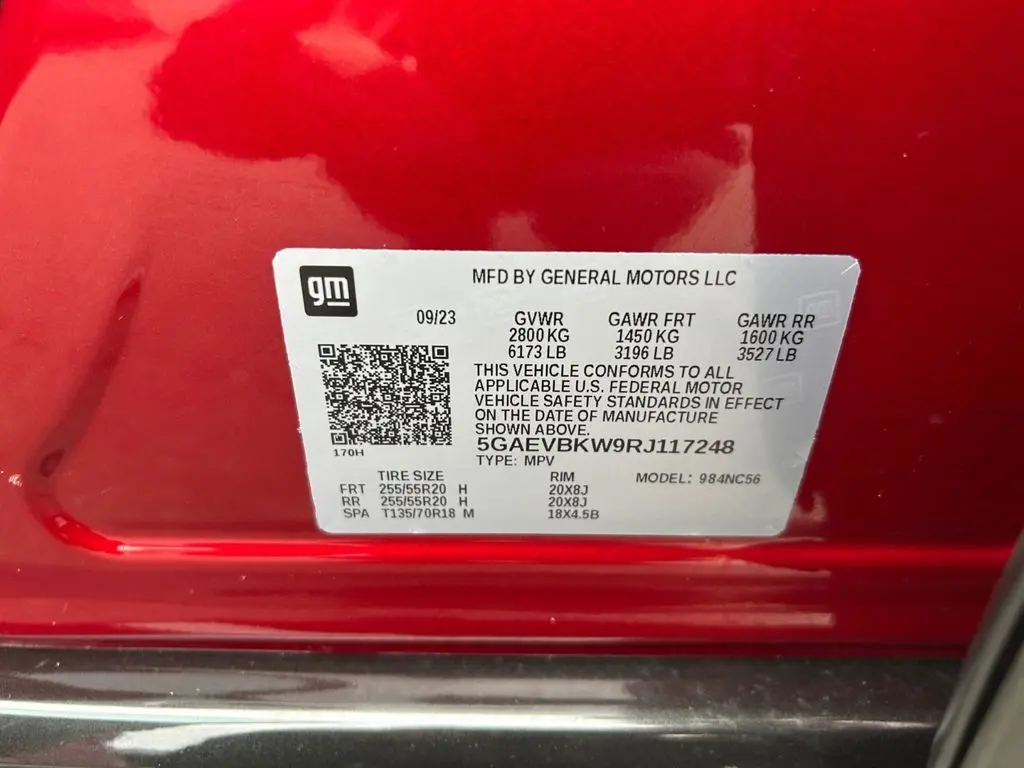 gm
MFD BY GENERAL MOTORS LLC
09/23 GVWR GAWR FRT GAWR RR
2800 KG 1450 KG 1600 KG
6173 LB 3196 LB 3527 LB
THIS VEHICLE CONFORMS TO ALL
APPLICABLE U.S. FEDERAL MOTOR
VEHICLE SAFETY STANDARDS IN EFFECT
ON THE DATE OF MANUFACTURE
SHOWN ABOVE.
170H
5GAEVBKW9RJ117248
TYPE: MPV
TIRE SIZE RIM MODEL: 984NC56
FRT 255/55R20 H 20X8J
RR 255/55R20 H 20X8J
SPA T135/70R18 M 18X4.5B